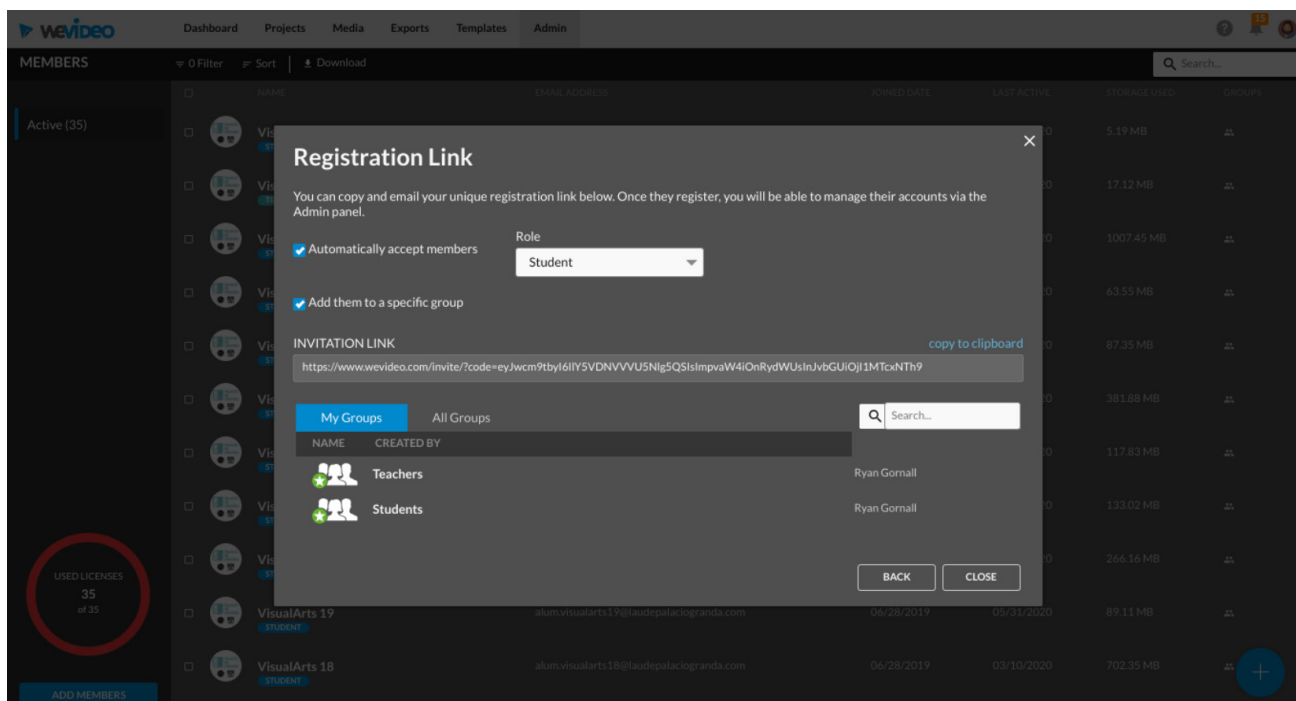 WEVIDEO
Dashboard Projects Media Exports Templates Admin
15
MEMBERS
0 Filter Sort Download
Search...
NAME EMAIL ADDRESS JOINED DATE LAST ACTIVE STORAGE USED GROUPS
Active (35)
5.19 MB
17.12 MB
1007.45 MB
63.55 MB
87.35 MB
381.88 MB
117.83 MB
133.02 MB
266.16 MB
Registration Link
You can copy and email your unique registration link below. Once they register, you will be able to manage their accounts via the
Admin panel.
Automatically accept members
Role
Student
Add them to a specific group
INVITATION LINK
copy to clipboard
My Groups All Groups
Search...
NAME CREATED BY
Teachers Ryan Gornall
Students Ryan Gornall
BACK CLOSE
USED LICENSES
35
of 35
VisualArts 19 alum.visualarts19@laudepalaciogranda.com 06/28/2019 05/31/2020 89.11 MB
STUDENT
VisualArts 18 alum.visualarts18@laudepalaciogranda.com 06/28/2019 03/10/2020 702.35 MB
STUDENT
ADD MEMBERS